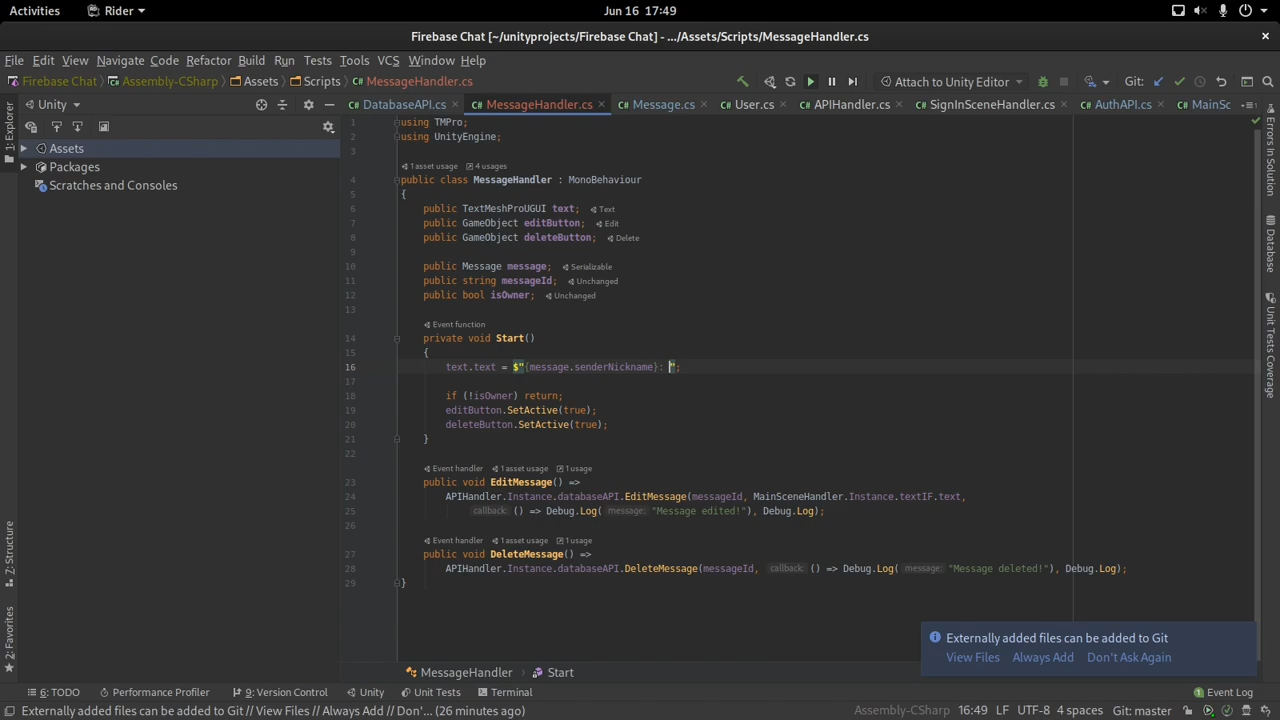 Activities
Rider
Jun 16 17:49
Firebase Chat [~/unityprojects/Firebase Chat] - .../Assets/Scripts/MessageHandler.cs
File Edit View Navigate Code Refactor Build Run Tests Tools VCS Window Help
Firebase Chat Assembly-CSharp Assets Scripts MessageHandler.cs
Attach to Unity Editor
Git:
1: Explorer
Unity
DatabaseAPI.cs MessageHandler.cs Message.cs User.cs APIHandler.cs SignInSceneHandler.cs AuthAPI.cs MainSc
Assets
Packages
Scratches and Consoles
1 using TMPro;
2 using UnityEngine;
3
1 asset usage 4 usages
4 public class MessageHandler : MonoBehaviour
5 {
6 public TextMeshProUGUI text; Text
7 public GameObject editButton; Edit
8 public GameObject deleteButton; Delete
9
10 public Message message; Serializable
11 public string messageId; Unchanged
12 public bool isOwner; Unchanged
13
Event function
14 private void Start()
15 {
16 text.text = $"{message.senderNickname}: ";
17
18 if (!isOwner) return;
19 editButton.SetActive(true);
20 deleteButton.SetActive(true);
21 }
22
Event handler 1 asset usage 1 usage
23 public void EditMessage() =>
24 APIHandler.Instance.databaseAPI.EditMessage(messageId, MainSceneHandler.Instance.textIF.text,
25 callback: () => Debug.Log( message: "Message edited!"), Debug.Log);
26
Event handler 1 asset usage 1 usage
27 public void DeleteMessage() =>
28 APIHandler.Instance.databaseAPI.DeleteMessage(messageId, callback: () => Debug.Log( message: "Message deleted!"), Debug.Log);
29 }
Errors In Solution
Database
Unit Tests Coverage
Z: Structure
2: Favorites
Externally added files can be added to Git
View Files Always Add Don't Ask Again
MessageHandler Start
6: TODO Performance Profiler 9: Version Control Unity Unit Tests Terminal
1 Event Log
Externally added files can be added to Git // View Files // Always Add // Don'... (26 minutes ago)
Assembly-CSharp 16:49 LF UTF-8 4 spaces Git: master